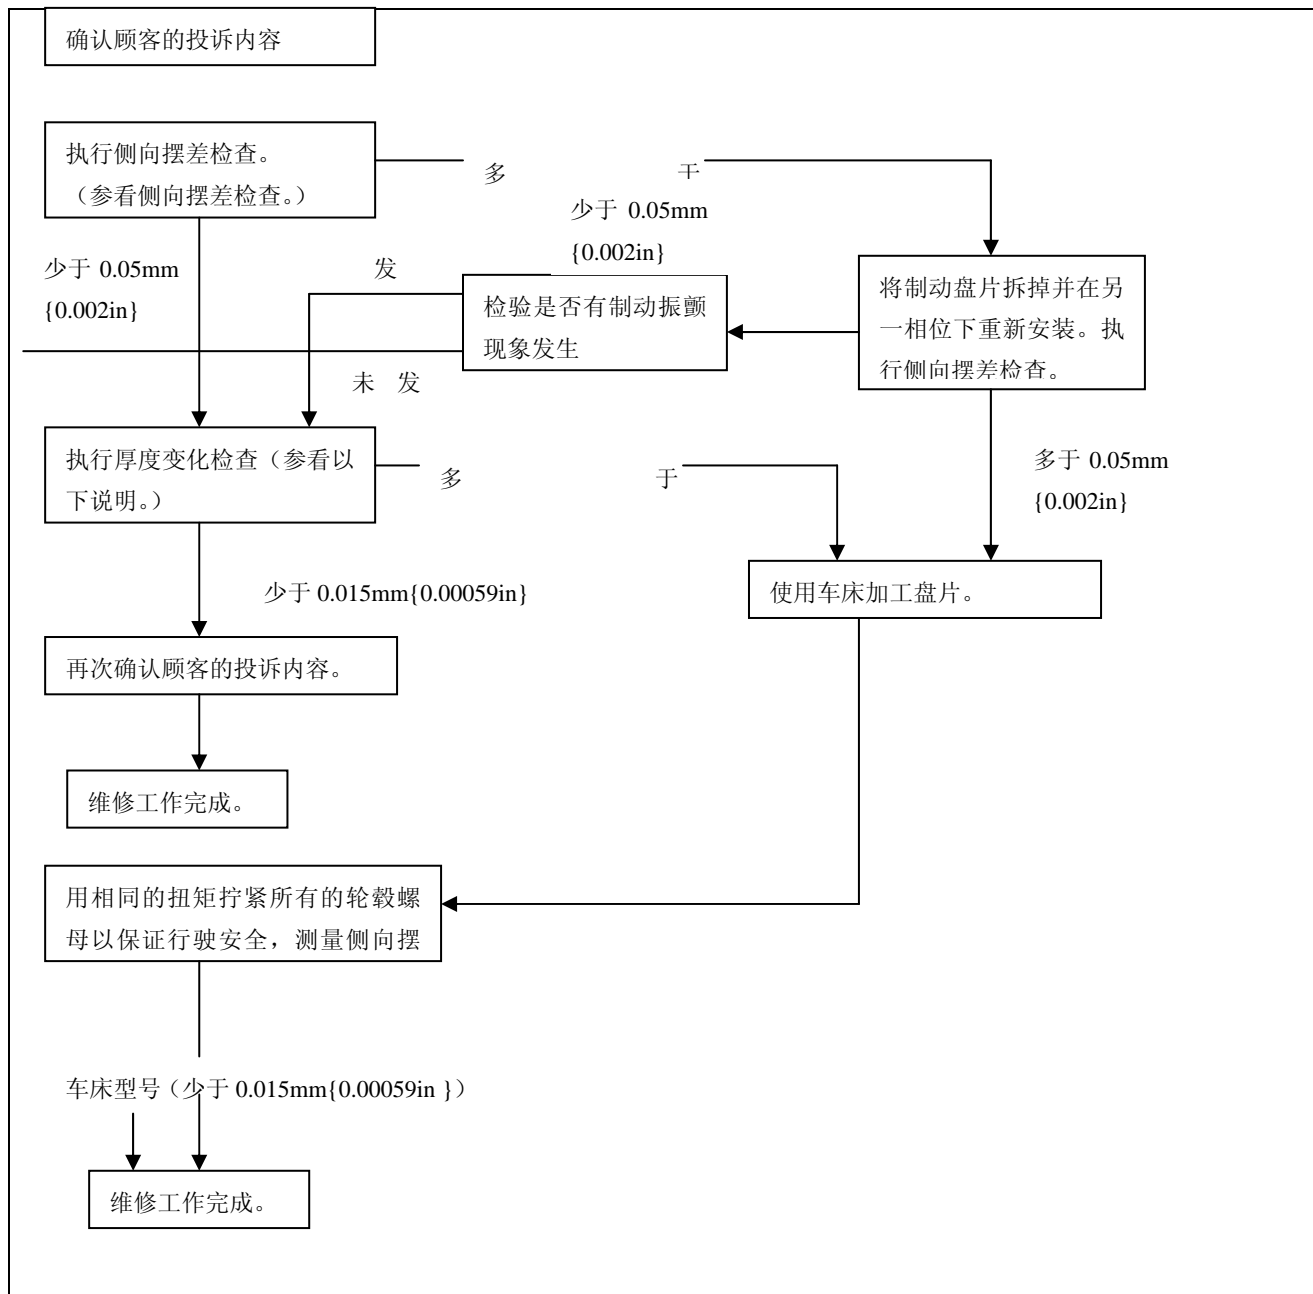 确认顾客的投诉内容
执行侧向摆差检查。
（参看侧向摆差检查。）
多 于
少于 0.05mm
{0.002in}
少于 0.05mm
{0.002in}
发
检验是否有制动振颤
现象发生
将制动盘片拆掉并在另
一相位下重新安装。执
行侧向摆差检查。
未 发
执行厚度变化检查（参看以
下说明。）
多 于
多于 0.05mm
{0.002in}
少于 0.015mm{0.00059in}
使用车床加工盘片。
再次确认顾客的投诉内容。
维修工作完成。
用相同的扭矩拧紧所有的轮毂螺
母以保证行驶安全，测量侧向摆
车床型号（少于 0.015mm{0.00059in }）
维修工作完成。